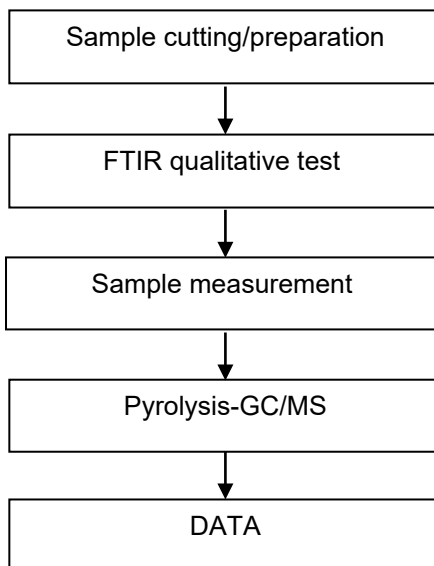 Sample cutting/preparation
FTIR qualitative test
Sample measurement
Pyrolysis-GC/MS
DATA